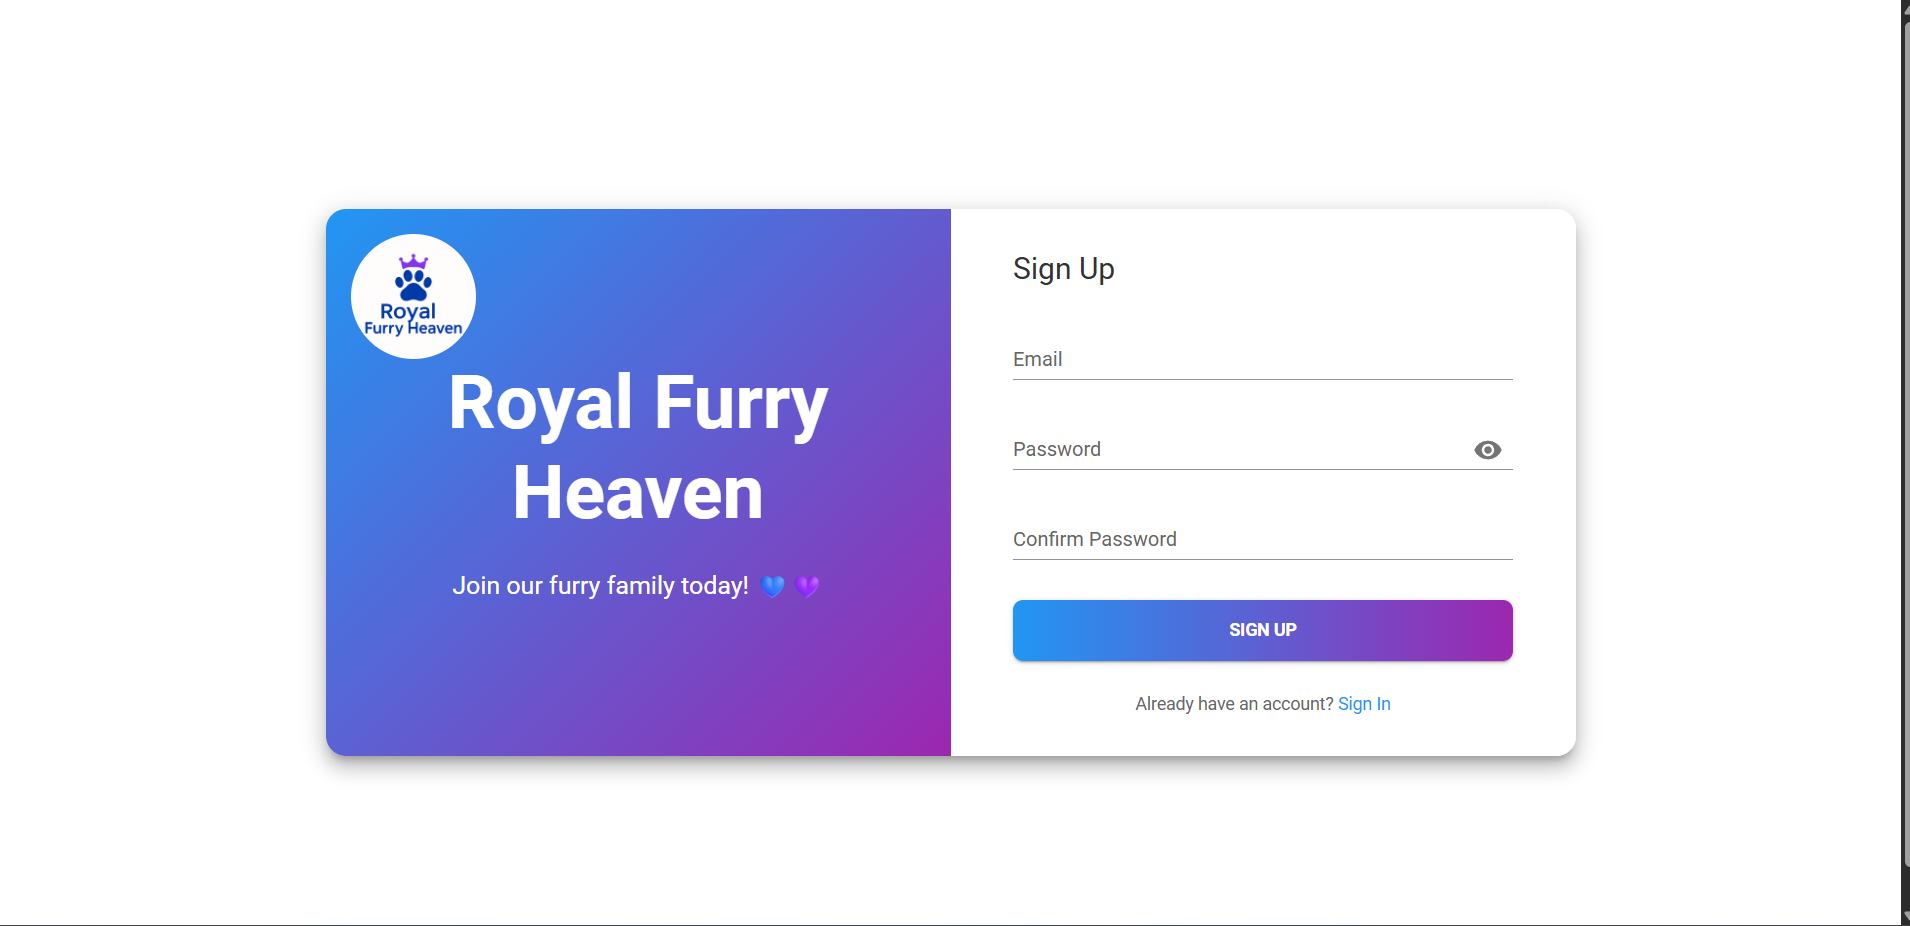 Royal
Furry Heaven
Royal Furry
Heaven
Join our furry family today! 💙 💜
Sign Up
Email
Password
Confirm Password
SIGN UP
Already have an account? Sign In